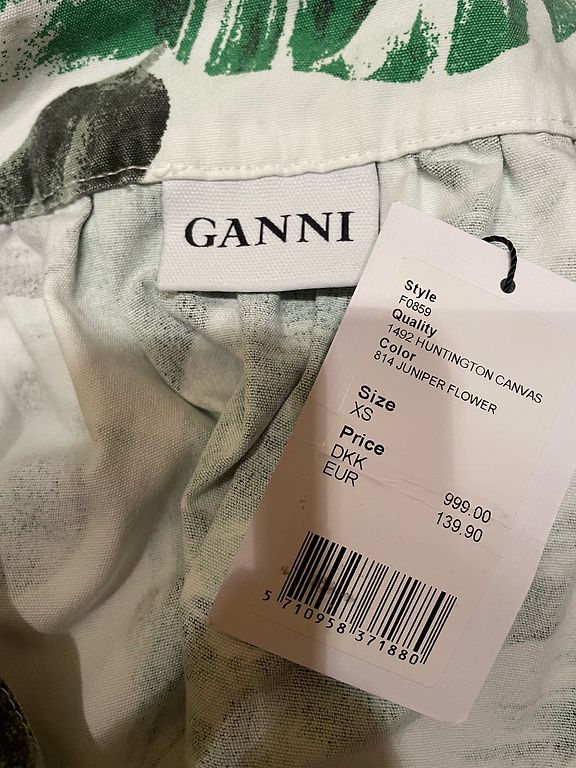 GANNI
Style
F0859
Quality
1492 HUNTINGTON CANVAS
Color
814 JUNIPER FLOWER
Size
XS
Price
DKK 999.00
EUR 139.90
5 710958 371880